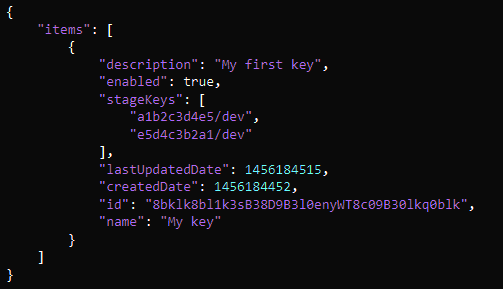 {
    "items": [
        {
            "description": "My first key",
            "enabled": true,
            "stageKeys": [
                "a1b2c3d4e5/dev",
                "e5d4c3b2a1/dev"
            ],
            "lastUpdatedDate": 1456184515,
            "createdDate": 1456184452,
            "id": "8bklk8bl1k3sB38D9B3l0enyWT8c09B30lkq0blk",
            "name": "My key"
        }
    ]
}